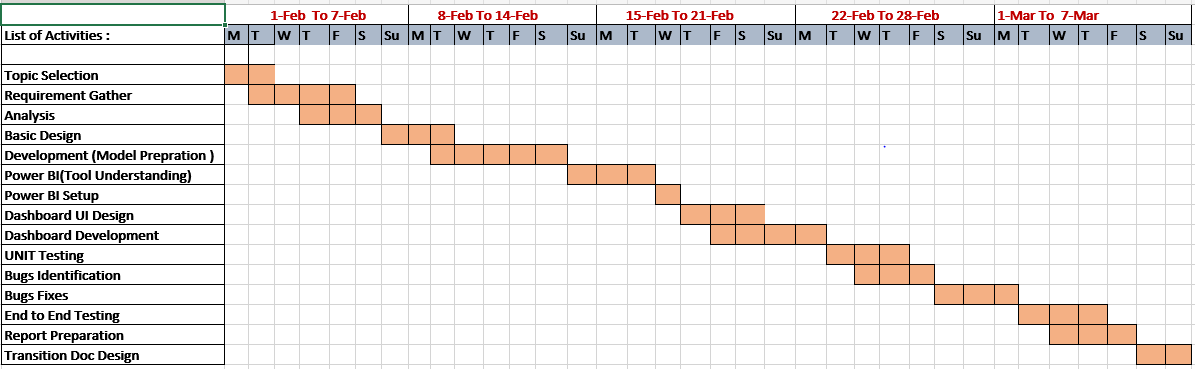 1-Feb To 7-Feb 8-Feb To 14-Feb 15-Feb To 21-Feb 22-Feb To 28-Feb 1-Mar To 7-Mar
List of Activities : M T W T F S Su M T W T F S Su M T W T F S Su M T W T F S Su M T W T F S Su
Topic Selection
Requirement Gather
Analysis
Basic Design
Development (Model Prepration )
Power BI(Tool Understanding)
Power BI Setup
Dashboard UI Design
Dashboard Development
UNIT Testing
Bugs Identification
Bugs Fixes
End to End Testing
Report Preparation
Transition Doc Design